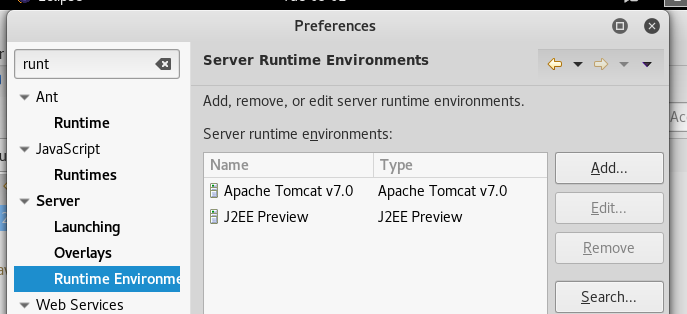 Preferences
runt
Server Runtime Environments
Add, remove, or edit server runtime environments.
Ant
Runtime
JavaScript
Runtimes
Server
Launching
Overlays
Runtime Environme
Web Services
Server runtime environments:
Name Type
Apache Tomcat v7.0 Apache Tomcat v7.0
J2EE Preview J2EE Preview
Add...
Edit...
Remove
Search...